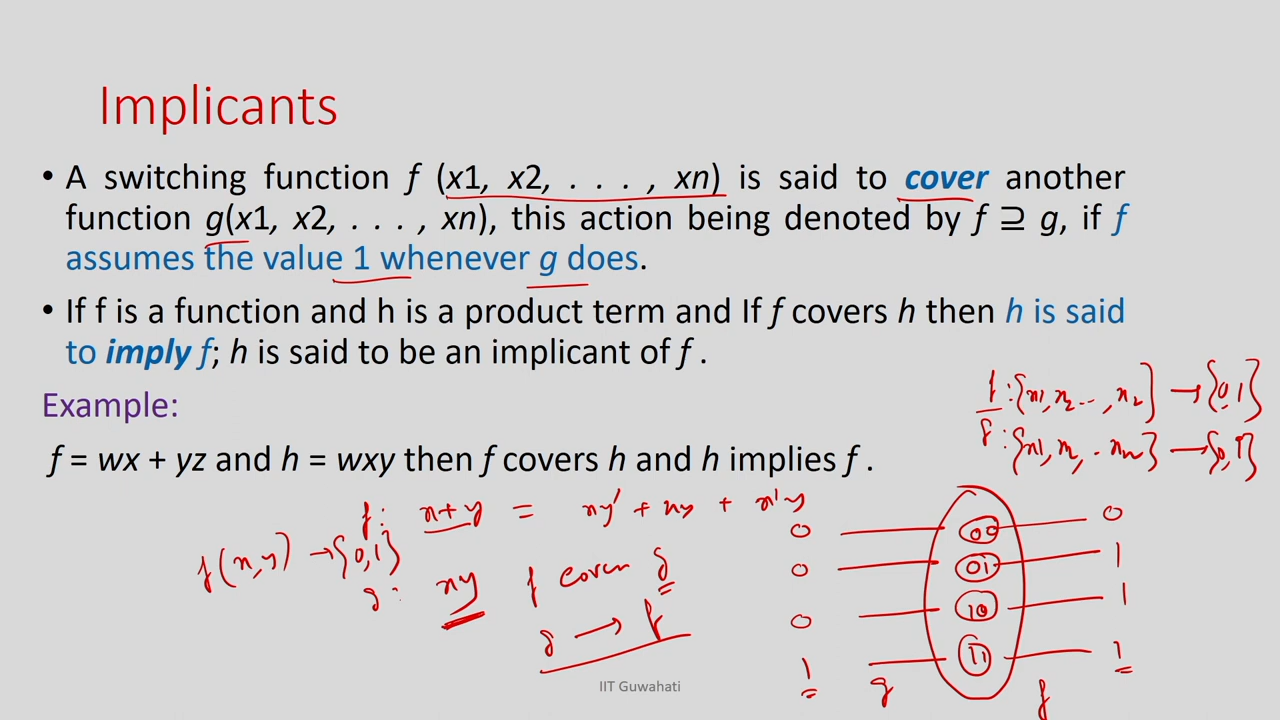 Implicants
• A switching function f (x1, x2, . . . , xn) is said to cover another
function g(x1, x2, . . . , xn), this action being denoted by f ⊇ g, if f
assumes the value 1 whenever g does.
• If f is a function and h is a product term and If f covers h then h is said
to imply f; h is said to be an implicant of f .
f : {x1, x2 .. , x2} → {0,1}
Example:
g : {x1, x2, - xn} → {0,1}
f = wx + yz and h = wxy then f covers h and h implies f .
f : x+y = xy' + xy + x'y
f(x,y) → {0,1}
g : xy f covers g
g → f
0 00 0
0 01 1
0 10 1
1 11 1
g f
IIT Guwahati